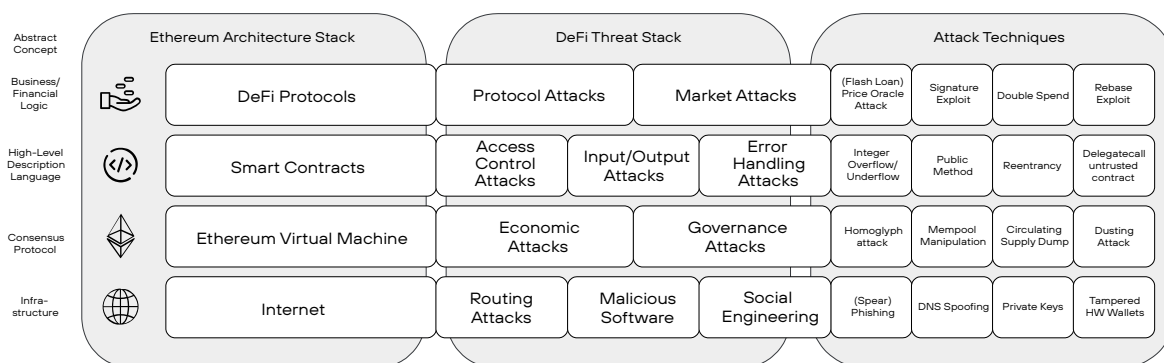 Abstract
Concept
Ethereum Architecture Stack
DeFi Threat Stack
Attack Techniques
Business/
Financial
Logic
DeFi Protocols
Protocol Attacks
Market Attacks
(Flash Loan)
Price Oracle
Attack
Signature
Exploit
Double Spend
Rebase
Exploit
High-Level
Description
Language
</>
Smart Contracts
Access
Control
Attacks
Input/Output
Attacks
Error
Handling
Attacks
Integer
Overflow/
Underflow
Public
Method
Reentrancy
Delegatecall
untrusted
contract
Consensus
Protocol
Ethereum Virtual Machine
Economic
Attacks
Governance
Attacks
Homoglyph
attack
Mempool
Manipulation
Circulating
Supply Dump
Dusting
Attack
Infra-
structure
Internet
Routing
Attacks
Malicious
Software
Social
Engineering
(Spear)
Phishing
DNS Spoofing
Private Keys
Tampered
HW Wallets